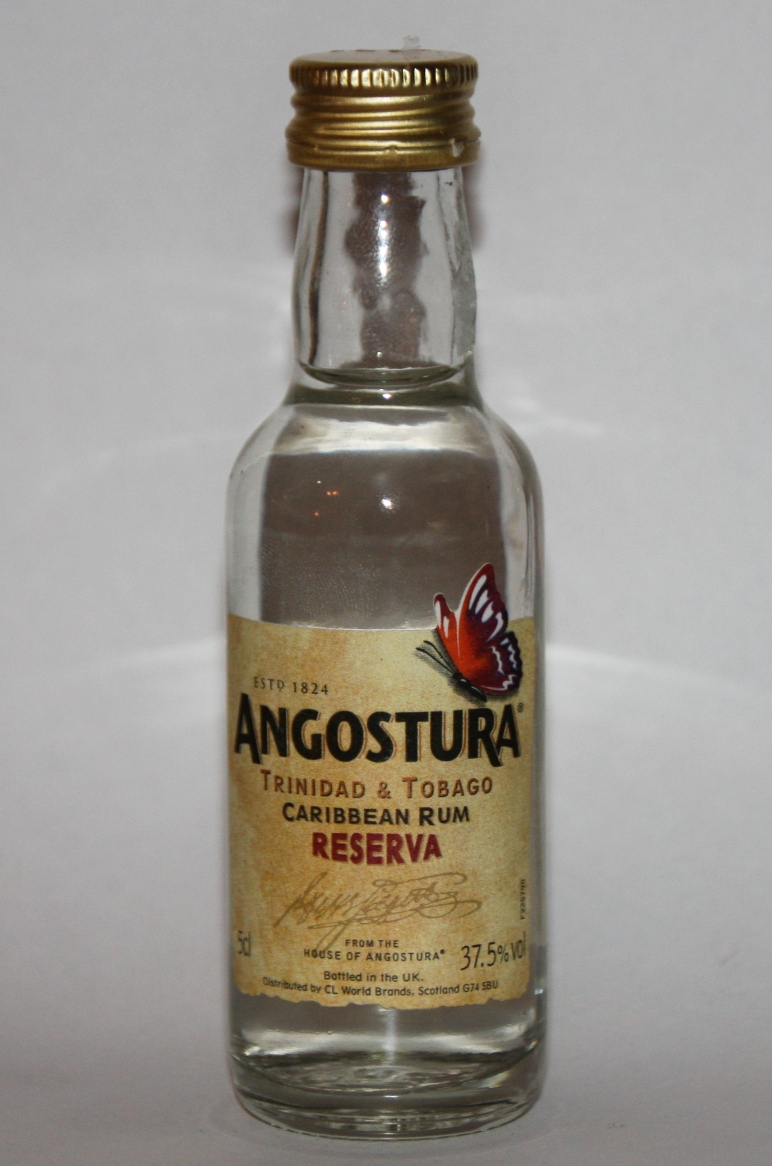 ESTD 1824
ANGOSTURA®
TRINIDAD & TOBAGO
CARIBBEAN RUM
RESERVA
5cl
FROM THE
HOUSE OF ANGOSTURA®
37.5% vol
Bottled in the UK.
Distributed by CL World Brands, Scotland G74 5BU